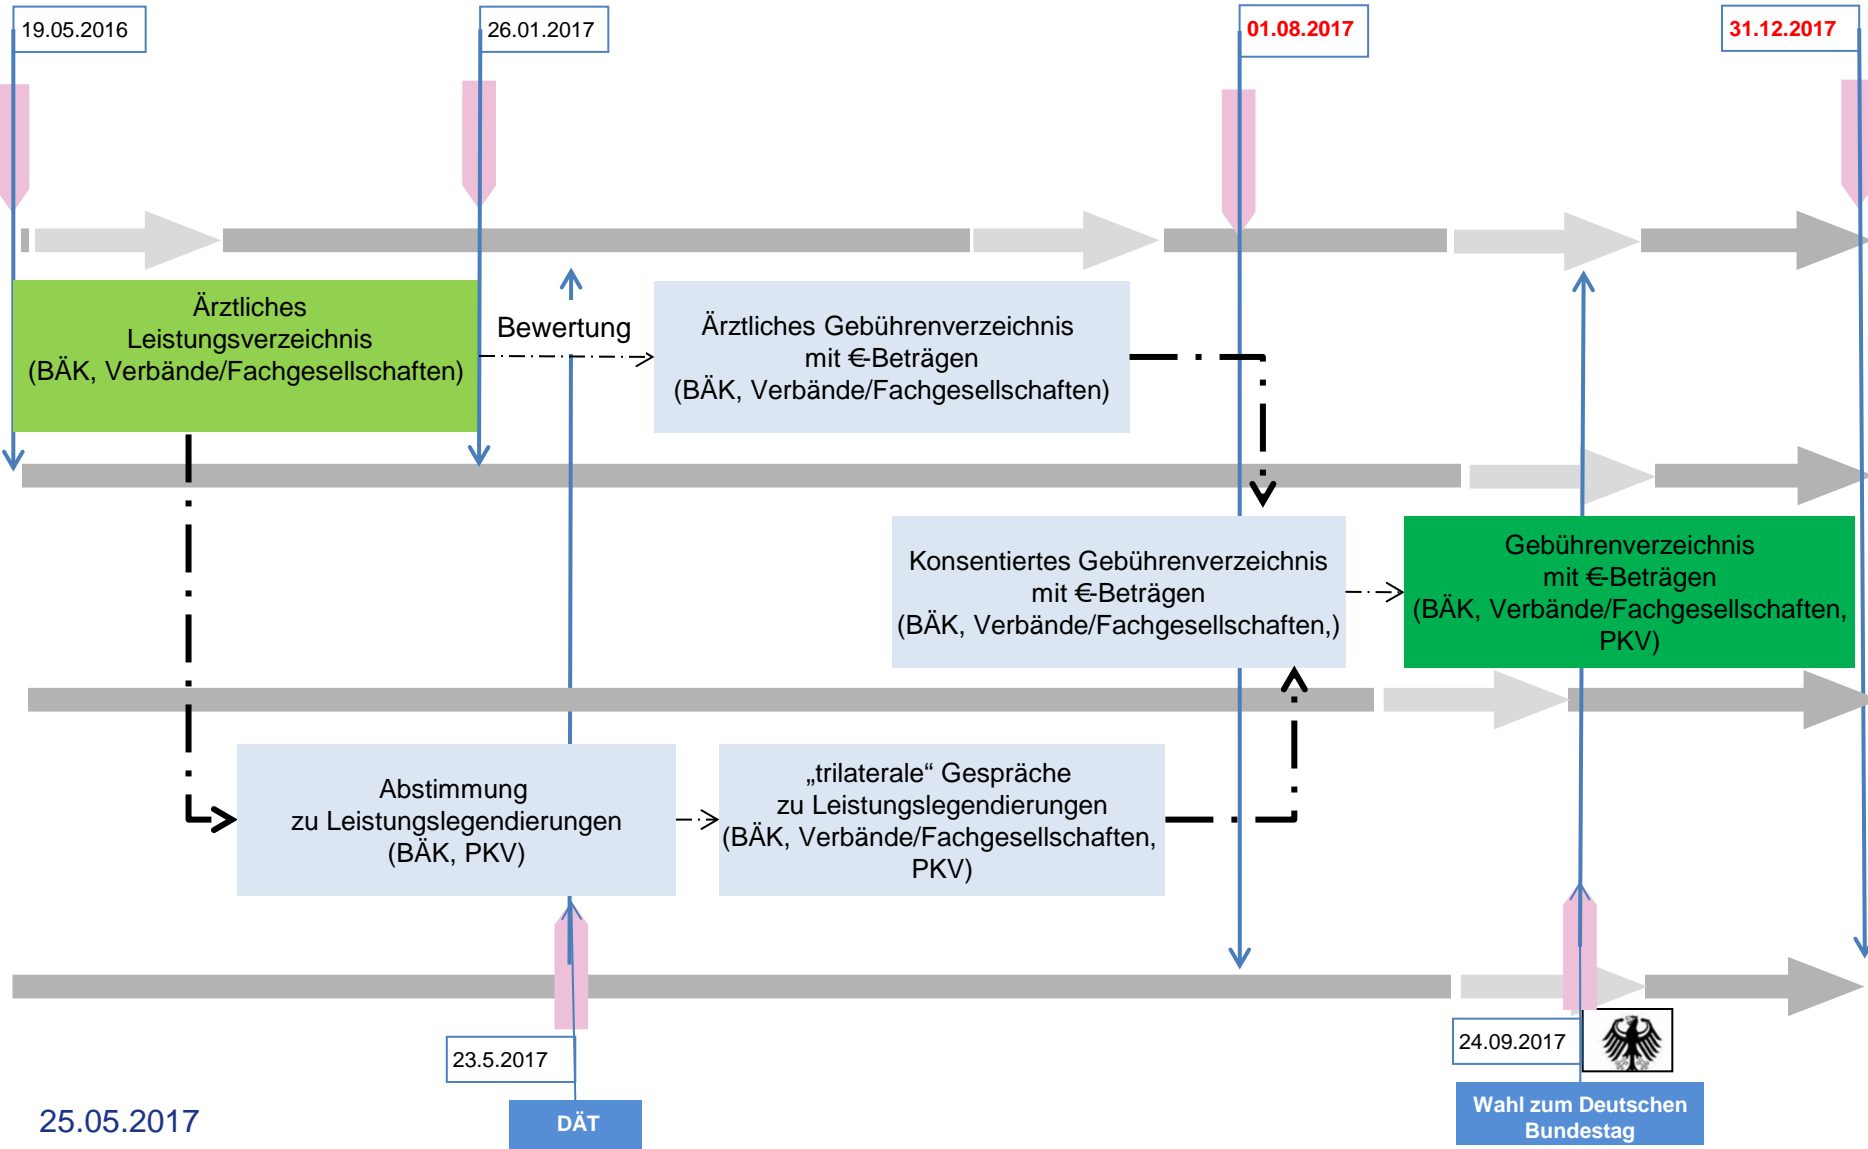 19.05.2016
26.01.2017
01.08.2017
31.12.2017
Ärztliches
Leistungsverzeichnis
(BÄK, Verbände/Fachgesellschaften)
Bewertung
Ärztliches Gebührenverzeichnis
mit €-Beträgen
(BÄK, Verbände/Fachgesellschaften)
Konsentiertes Gebührenverzeichnis
mit €-Beträgen
(BÄK, Verbände/Fachgesellschaften,)
Gebührenverzeichnis
mit €-Beträgen
(BÄK, Verbände/Fachgesellschaften,
PKV)
Abstimmung
zu Leistungslegendierungen
(BÄK, PKV)
„trilaterale“ Gespräche
zu Leistungslegendierungen
(BÄK, Verbände/Fachgesellschaften,
PKV)
23.5.2017
24.09.2017
25.05.2017
DÄT
Wahl zum Deutschen
Bundestag